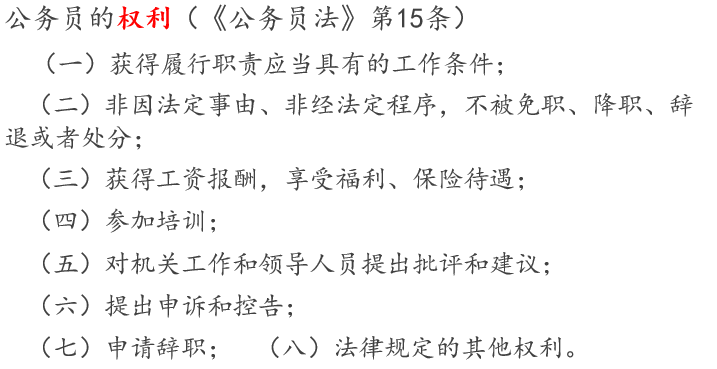 公务员的权利（《公务员法》第15条）
（一）获得履行职责应当具有的工作条件；
（二）非因法定事由、非经法定程序，不被免职、降职、辞
退或者处分；
（三）获得工资报酬，享受福利、保险待遇；
（四）参加培训；
（五）对机关工作和领导人员提出批评和建议；
（六）提出申诉和控告；
（七）申请辞职； （八）法律规定的其他权利。